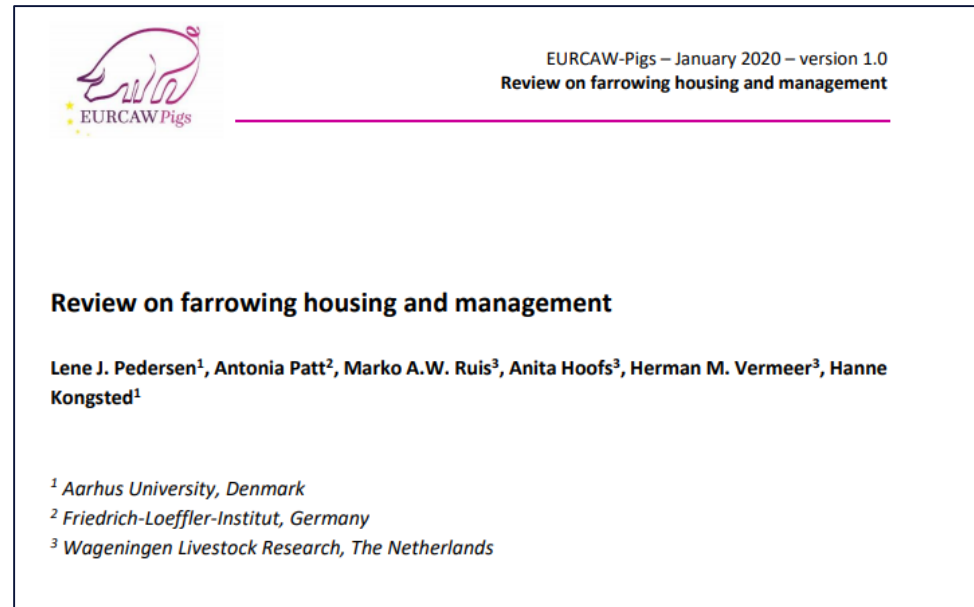 EURCAWPigs
EURCAW-Pigs – January 2020 – version 1.0
Review on farrowing housing and management
Review on farrowing housing and management
Lene J. Pedersen¹, Antonia Patt², Marko A.W. Ruis³, Anita Hoofs³, Herman M. Vermeer³, Hanne
Kongsted¹
¹ Aarhus University, Denmark
² Friedrich-Loeffler-Institut, Germany
³ Wageningen Livestock Research, The Netherlands